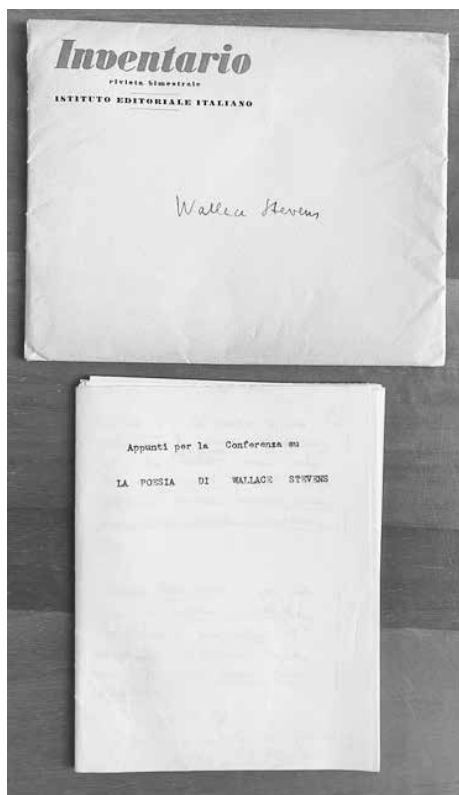 Inventario
rivista bimestrale
ISTITUTO EDITORIALE ITALIANO
Wallace Stevens
Appunti per la Conferenza su
LA POESIA DI WALLACE STEVENS